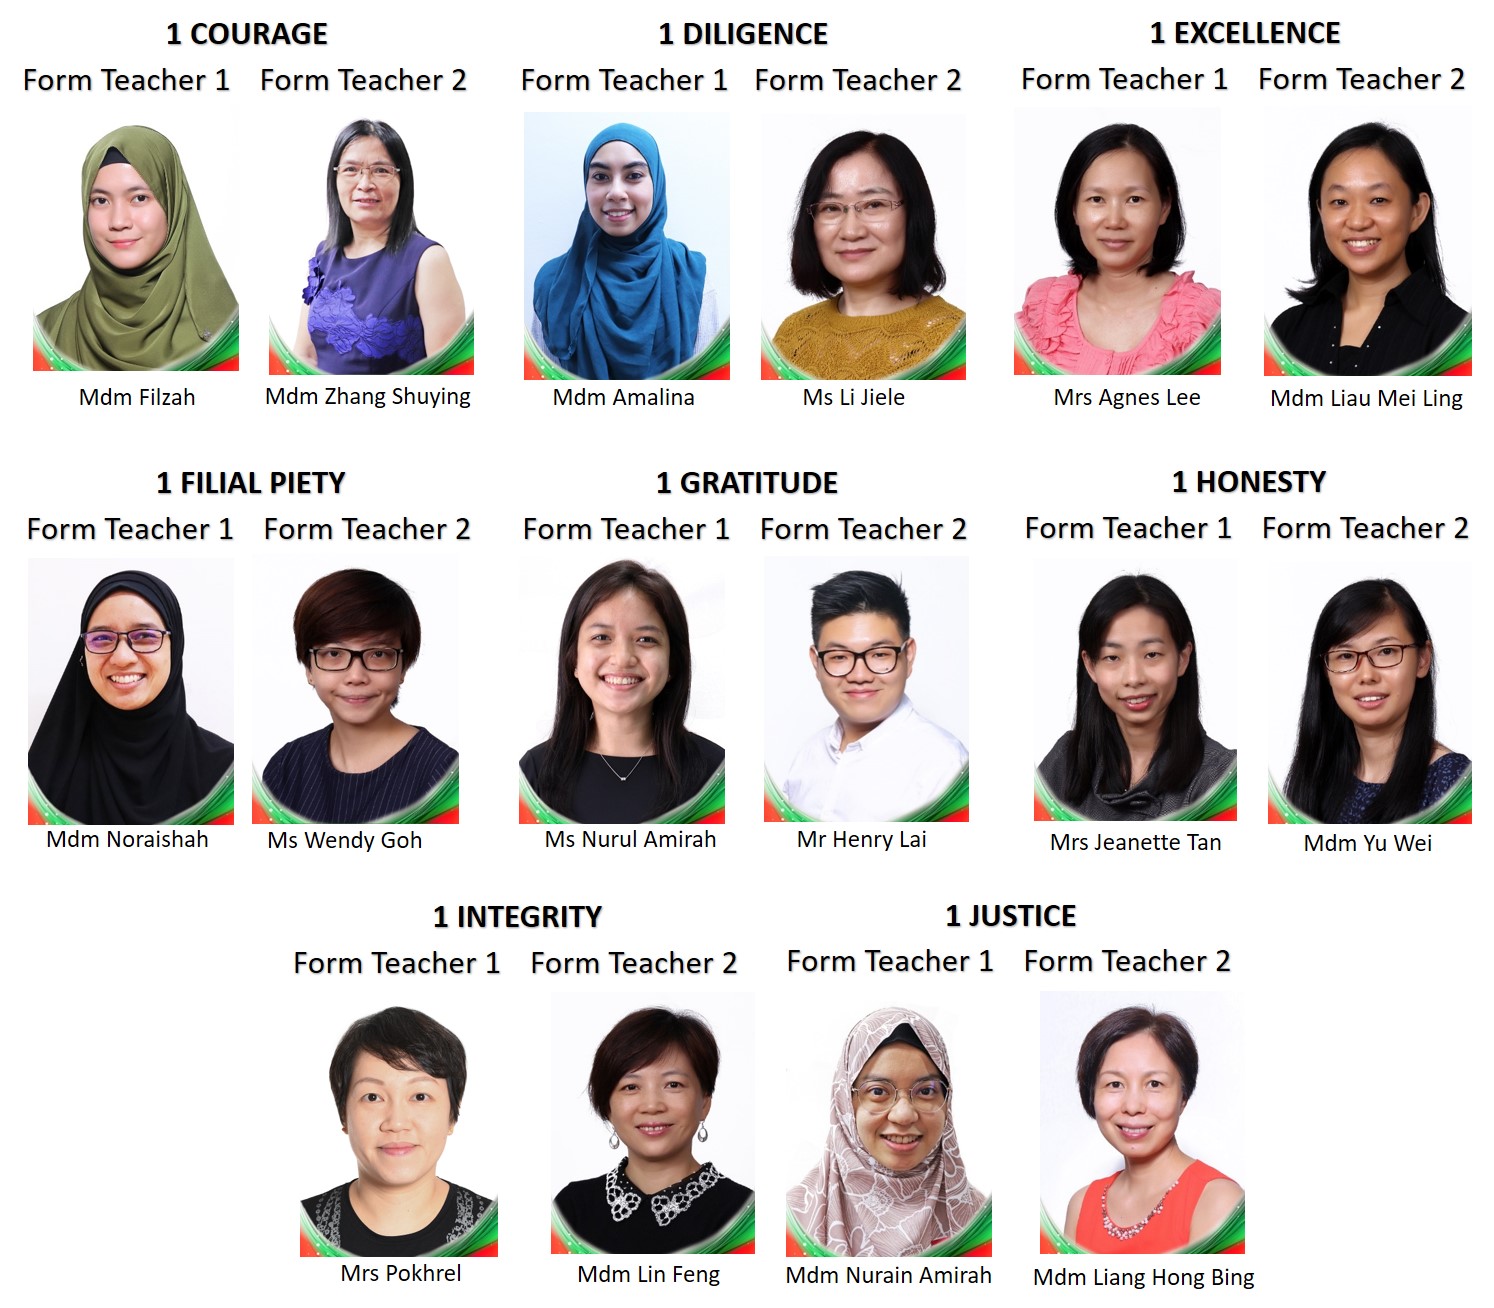 1 COURAGE
Form Teacher 1 Form Teacher 2
Mdm Filzah Mdm Zhang Shuying
1 DILIGENCE
Form Teacher 1 Form Teacher 2
Mdm Amalina Ms Li Jiele
1 EXCELLENCE
Form Teacher 1 Form Teacher 2
Mrs Agnes Lee Mdm Liau Mei Ling
1 FILIAL PIETY
Form Teacher 1 Form Teacher 2
Mdm Noraishah Ms Wendy Goh
1 GRATITUDE
Form Teacher 1 Form Teacher 2
Ms Nurul Amirah Mr Henry Lai
1 HONESTY
Form Teacher 1 Form Teacher 2
Mrs Jeanette Tan Mdm Yu Wei
1 INTEGRITY
Form Teacher 1 Form Teacher 2
Mrs Pokhrel Mdm Lin Feng
1 JUSTICE
Form Teacher 1 Form Teacher 2
Mdm Nurain Amirah Mdm Liang Hong Bing